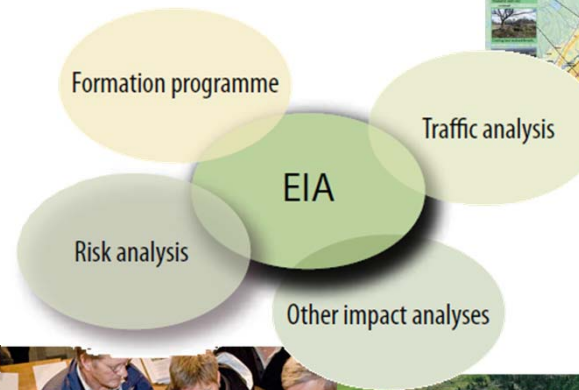 Formation programme
Traffic analysis
EIA
Risk analysis
Other impact analyses